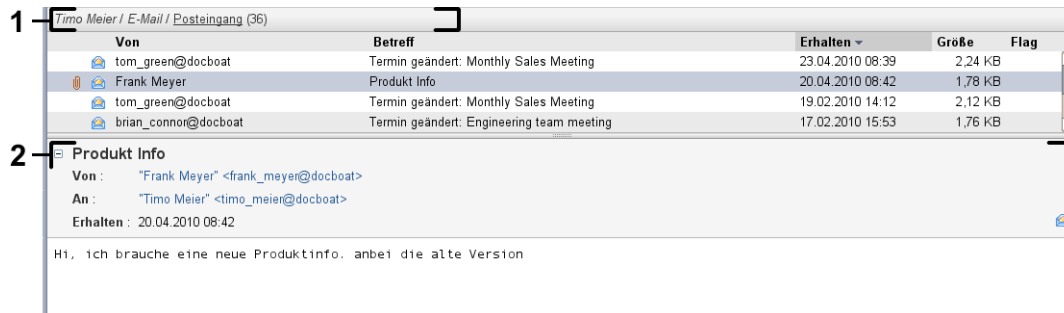 1
Timo Meier / E-Mail / Posteingang (36)
Von Betreff Erhalten Größe Flag
tom_green@docboat Termin geändert: Monthly Sales Meeting 23.04.2010 08:39 2,24 KB
Frank Meyer Produkt Info 20.04.2010 08:42 1,78 KB
tom_green@docboat Termin geändert: Monthly Sales Meeting 19.02.2010 14:12 2,12 KB
brian_connor@docboat Termin geändert: Engineering team meeting 17.02.2010 15:53 1,76 KB
2
Produkt Info
Von : "Frank Meyer" <frank_meyer@docboat>
An : "Timo Meier" <timo_meier@docboat>
Erhalten : 20.04.2010 08:42
Hi, ich brauche eine neue Produktinfo. anbei die alte Version